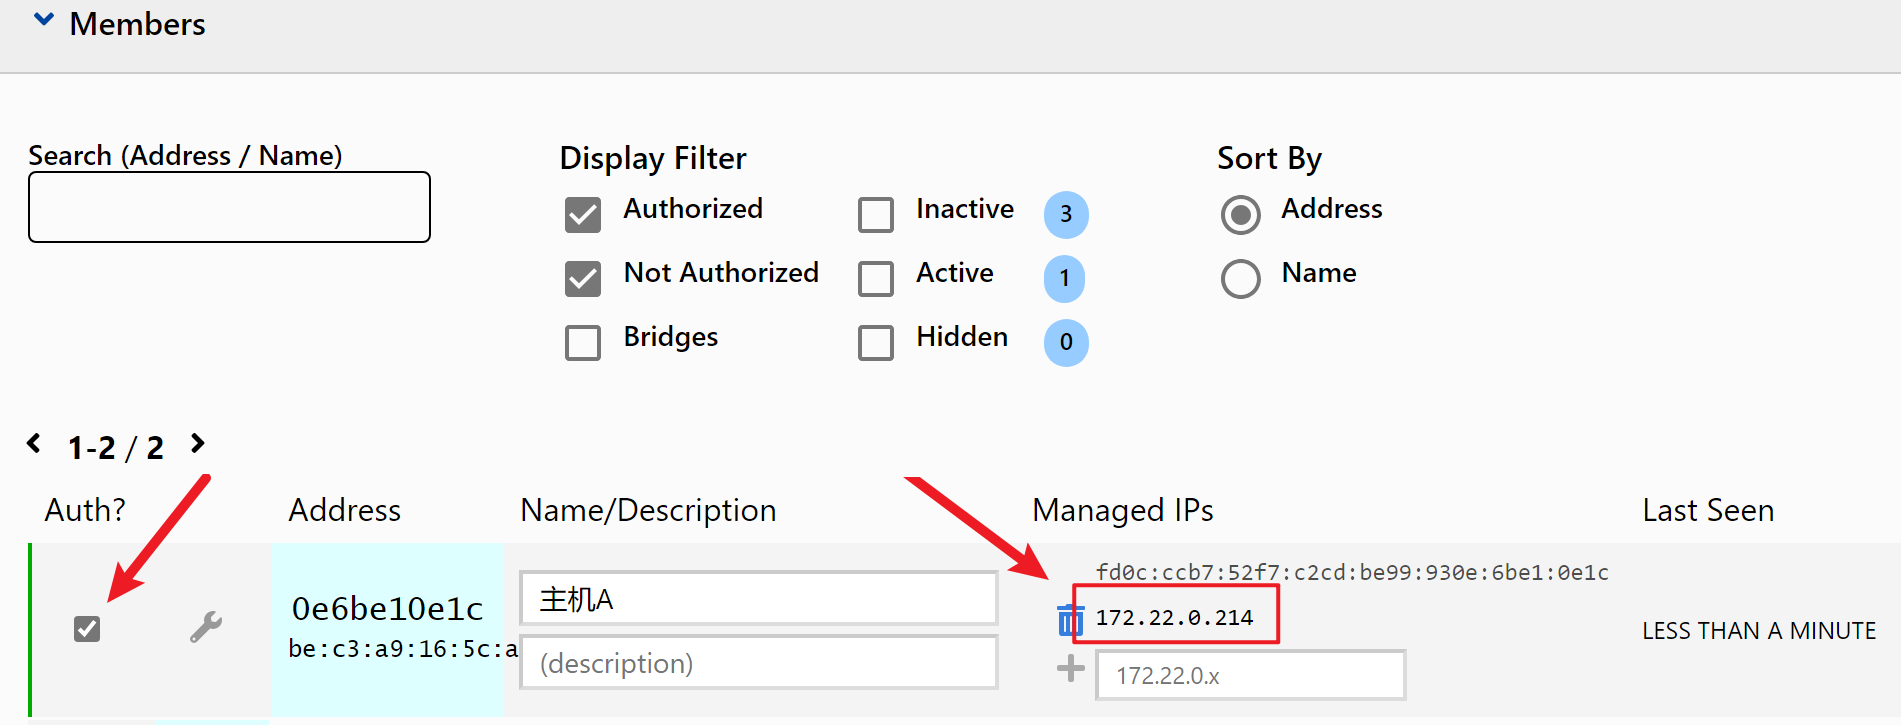 Members
Search (Address / Name)
Display Filter
Authorized
Inactive 3
Not Authorized
Active 1
Bridges
Hidden 0
Sort By
Address
Name
1-2 / 2
Auth?
Address
Name/Description
Managed IPs
Last Seen
0e6be10e1c
be:c3:a9:16:5c:a
主机A
(description)
fd0c:ccb7:52f7:c2cd:be99:930e:6be1:0e1c
172.22.0.214
172.22.0.x
LESS THAN A MINUTE